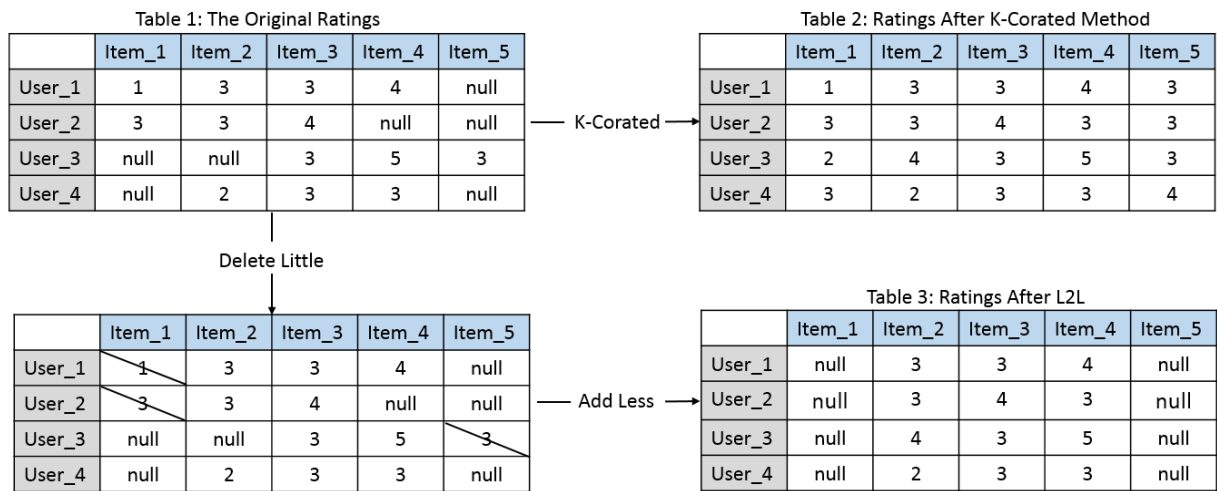 Table 1: The Original Ratings
Item_1 Item_2 Item_3 Item_4 Item_5
User_1 1 3 3 4 null
User_2 3 3 4 null null
User_3 null null 3 5 3
User_4 null 2 3 3 null
K-Corated
Table 2: Ratings After K-Corated Method
Item_1 Item_2 Item_3 Item_4 Item_5
User_1 1 3 3 4 3
User_2 3 3 4 3 3
User_3 2 4 3 5 3
User_4 3 2 3 3 4
Delete Little
Item_1 Item_2 Item_3 Item_4 Item_5
User_1 1 3 3 4 null
User_2 3 3 4 null null
User_3 null null 3 5 3
User_4 null 2 3 3 null
Add Less
Table 3: Ratings After L2L
Item_1 Item_2 Item_3 Item_4 Item_5
User_1 null 3 3 4 null
User_2 null 3 4 3 null
User_3 null 4 3 5 null
User_4 null 2 3 3 null